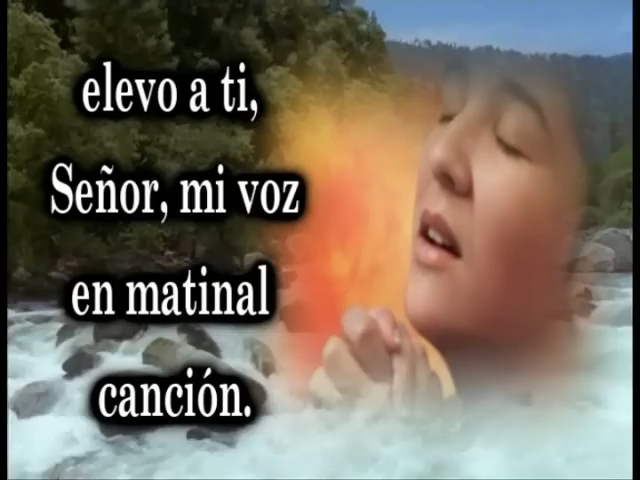 elevo a ti,
Señor, mi voz
en matinal
canción.